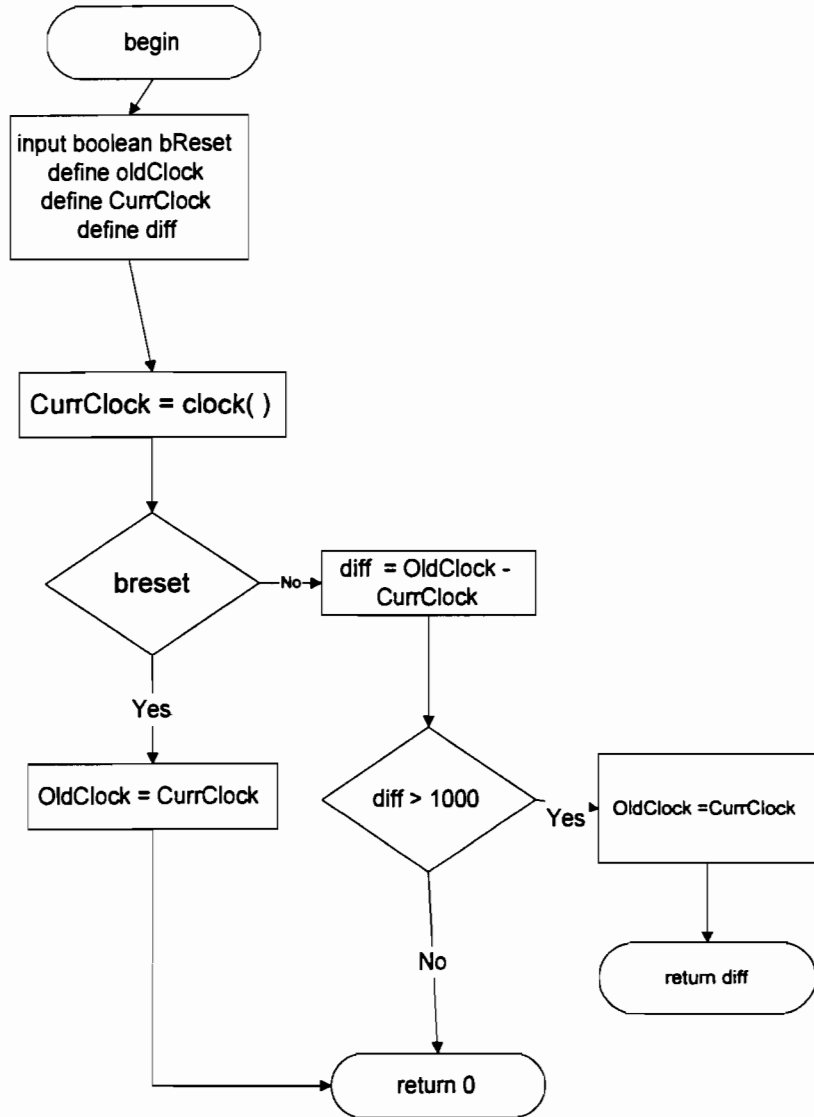 begin
input boolean bReset
define oldClock
define CurrClock
define diff
CurrClock = clock( )
breset
No
diff = OldClock -
CurrClock
Yes
OldClock = CurrClock
diff > 1000
Yes
OldClock =CurrClock
No
return diff
return 0